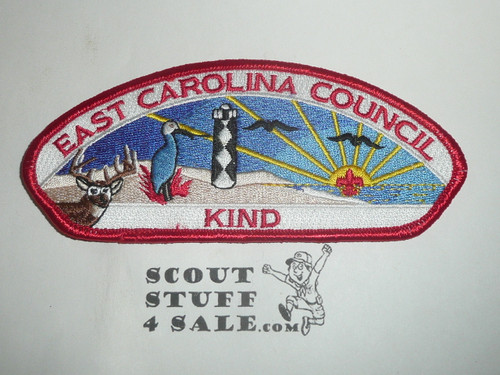 EAST CAROLINA COUNCIL
KIND
SCOUT
STUFF
4 SALE.COM